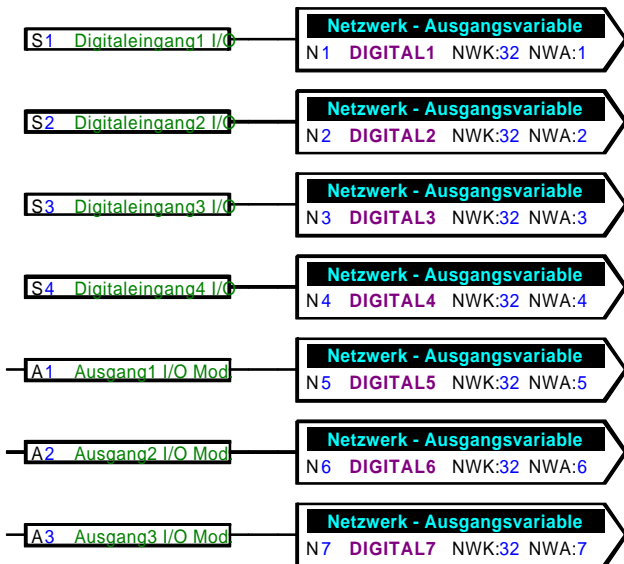 Netzwerk - Ausgangsvariable
S1 Digitaleingang1 I/O
N1 DIGITAL1 NWK:32 NWA:1
Netzwerk - Ausgangsvariable
S2 Digitaleingang2 I/O
N2 DIGITAL2 NWK:32 NWA:2
Netzwerk - Ausgangsvariable
S3 Digitaleingang3 I/O
N3 DIGITAL3 NWK:32 NWA:3
Netzwerk - Ausgangsvariable
S4 Digitaleingang4 I/O
N4 DIGITAL4 NWK:32 NWA:4
Netzwerk - Ausgangsvariable
A1 Ausgang1 I/O Mod.
N5 DIGITAL5 NWK:32 NWA:5
Netzwerk - Ausgangsvariable
A2 Ausgang2 I/O Mod.
N6 DIGITAL6 NWK:32 NWA:6
Netzwerk - Ausgangsvariable
A3 Ausgang3 I/O Mod.
N7 DIGITAL7 NWK:32 NWA:7